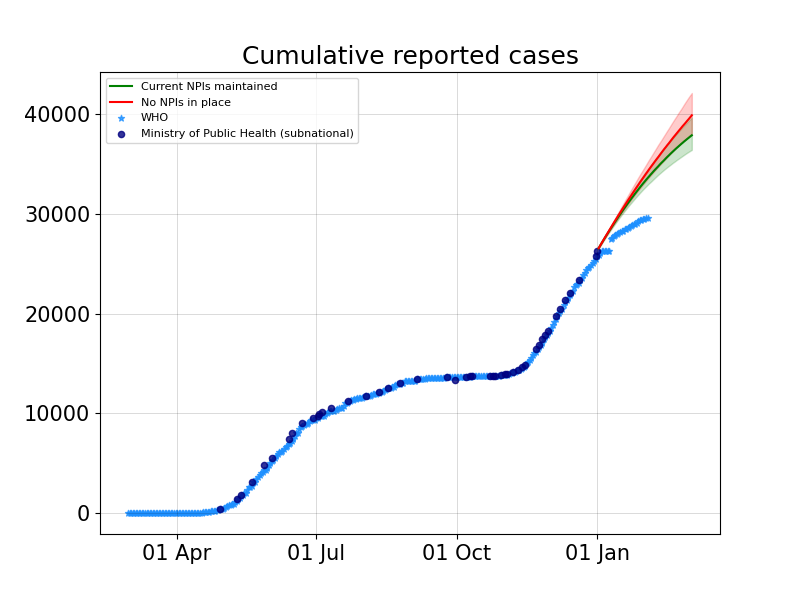 Cumulative reported cases
Current NPIs maintained
No NPIs in place
WHO
Ministry of Public Health (subnational)
40000
30000
20000
10000
0
01 Apr
01 Jul
01 Oct
01 Jan